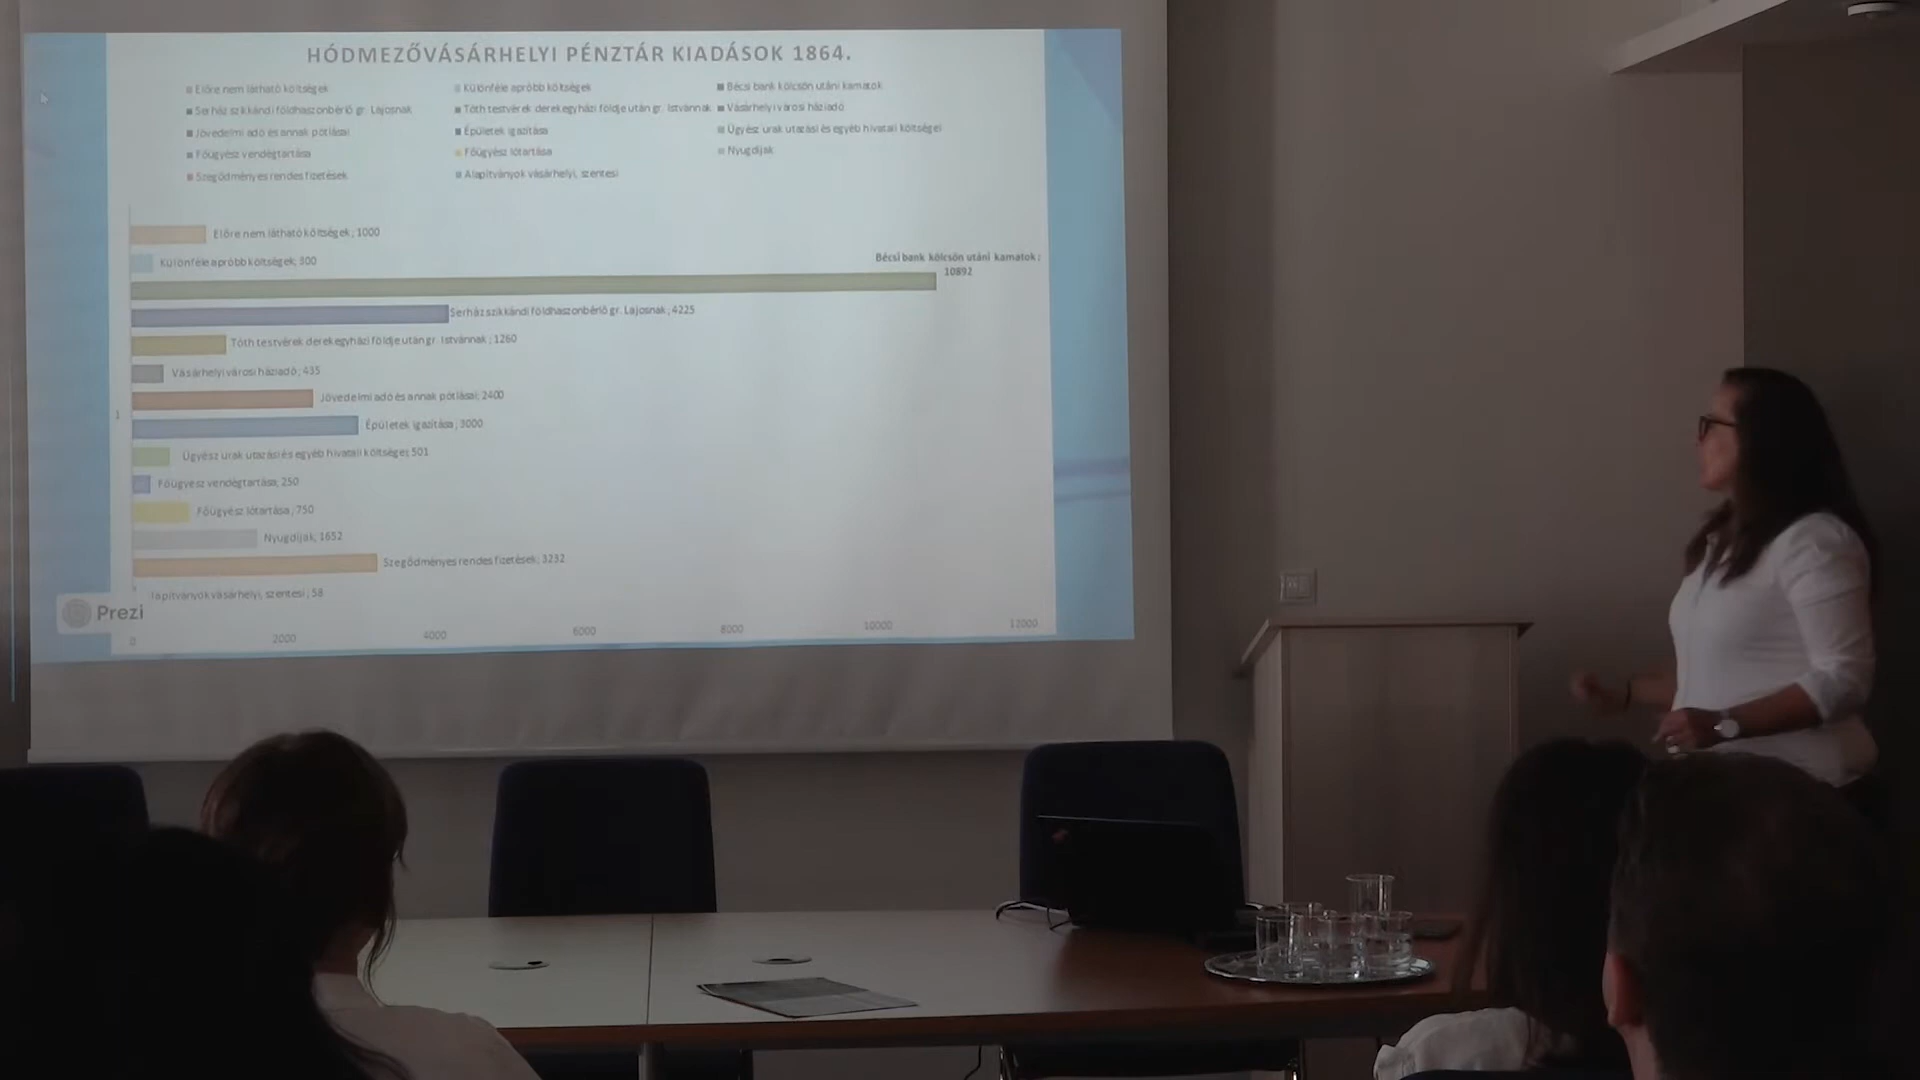 HÓDMEZŐVÁSÁRHELYI PÉNZTÁR KIADÁSOK 1864.
Előre nem látható költségek
Különféle apróbb költségek
Bécsi bank kölcsön utáni kamatok
Serház szikkándi földhaszonbérlő gr. Lajosnak
Tóth testvérek derekegyházi földje után gr. Istvánnak
Vásárhelyi városi háziadó
Jövedelmi adó és annak pótlásai
Épületek igazítása
Ügyész urak utazási és egyéb hivatali költségei
Főügyész vendégtartása
Főügyész lótartása
Nyugdíjak
Szegődményes rendes fizetések
Alapítványok vásárhelyi, szentesi
Előre nem látható költségek; 1000
Különféle apróbb költségek; 300
Bécsi bank kölcsön utáni kamatok;
10892
Serház szikkándi földhaszonbérlő gr. Lajosnak; 4225
Tóth testvérek derekegyházi földje után gr. Istvánnak; 1260
Vásárhelyi városi háziadó; 435
Jövedelmi adó és annak pótlásai; 2400
1
Épületek igazítása; 3000
Ügyész urak utazási és egyéb hivatali költségei; 501
Főügyész vendégtartása; 250
Főügyész lótartása; 750
Nyugdíjak; 1652
Szegődményes rendes fizetések; 3232
lapítványok vásárhelyi, szentesi; 58
Prezi
0 2000 4000 6000 8000 10000 12000